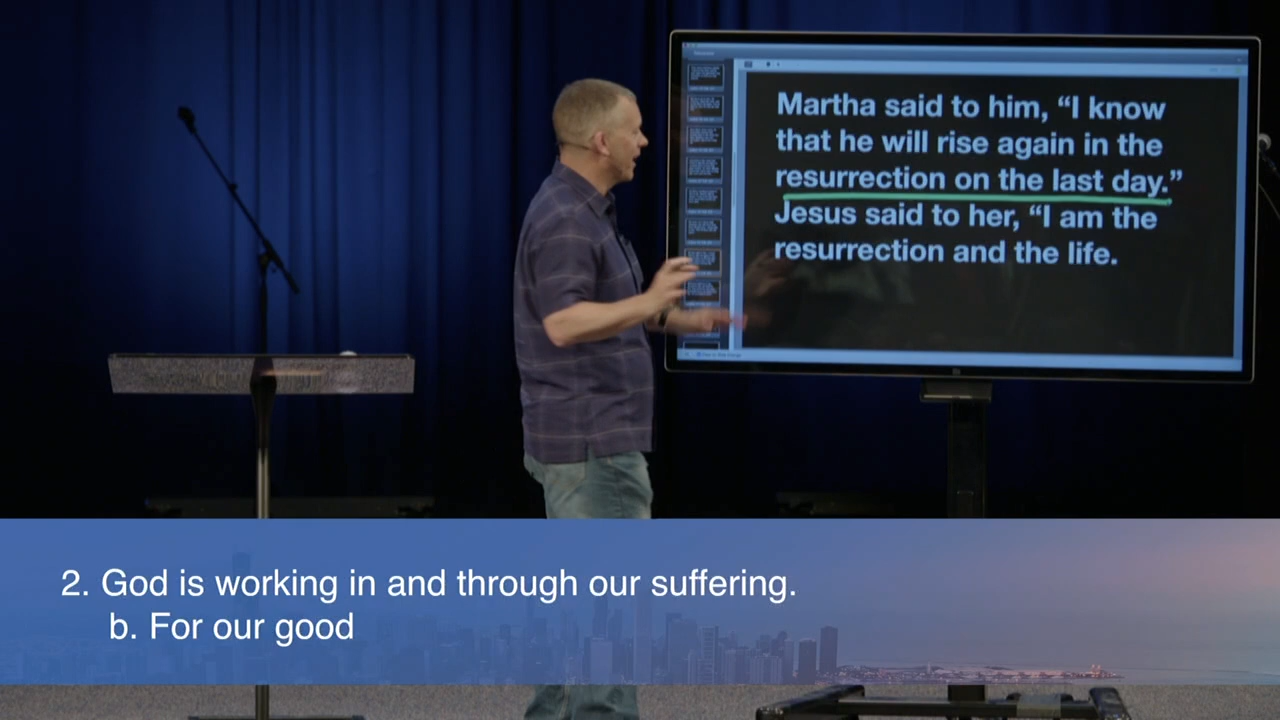 Martha said to him, “I know
that he will rise again in the
resurrection on the last day.”
Jesus said to her, “I am the
resurrection and the life.
2. God is working in and through our suffering.
b. For our good